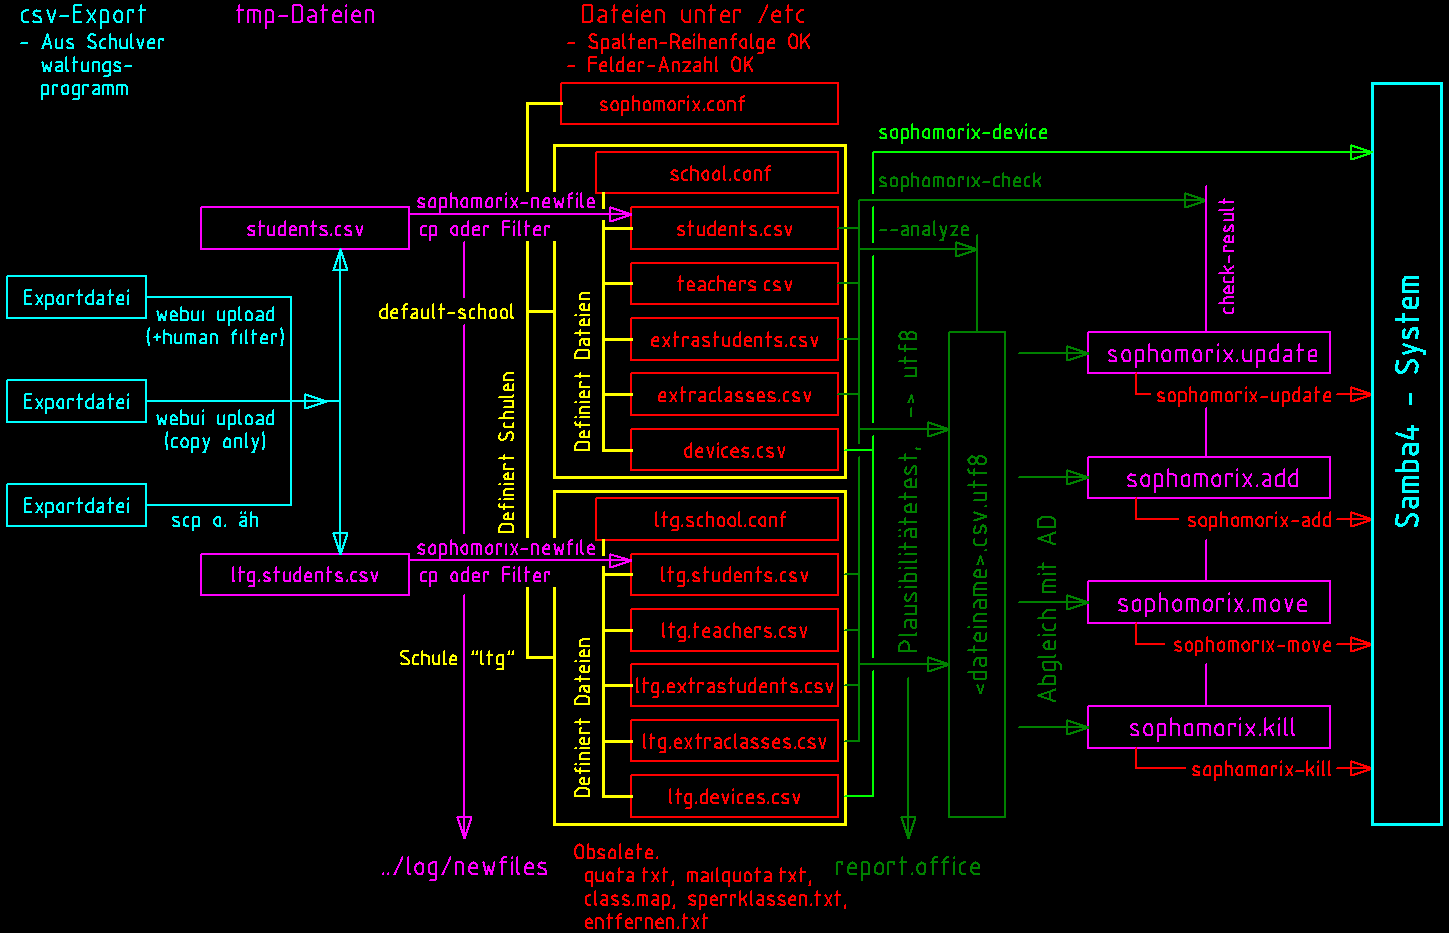 csv-Export
- Aus Schulver
waltungs-
programm
tmp-Dateien
Dateien unter /etc
- Spalten-Reihenfolge OK
- Felder-Anzahl OK
sophomorix.conf
school.conf
students.csv
teachers.csv
extrastudents.csv
extraclasses.csv
devices.csv
ltg.school.conf
ltg.students.csv
ltg.teachers.csv
ltg.extrastudents.csv
ltg.extraclasses.csv
ltg.devices.csv
Definiert Dateien
Definiert Dateien
Definiert Schulen
default-school
Schule "ltg"
students.csv
sophomorix-newfile
cp oder Filter
ltg.students.csv
sophomorix-newfile
cp oder Filter
Exportdatei
webui upload
(+human filter)
Exportdatei
webui upload
(copy only)
Exportdatei
scp o. äh
../log/newfiles
Obsolete:
quota.txt, mailquota.txt,
class.map, sperrklassen.txt,
entfernen.txt
report.office
sophomorix-device
sophomorix-check
--analyze
Plausibilitätetest, -> utf8
<dateiname>.csv.utf8
Abgleich mit AD
check-result
sophomorix.update
sophomorix-update
sophomorix.add
sophomorix-add
sophomorix.move
sophomorix-move
sophomorix.kill
sophomorix-kill
Samba4 - System